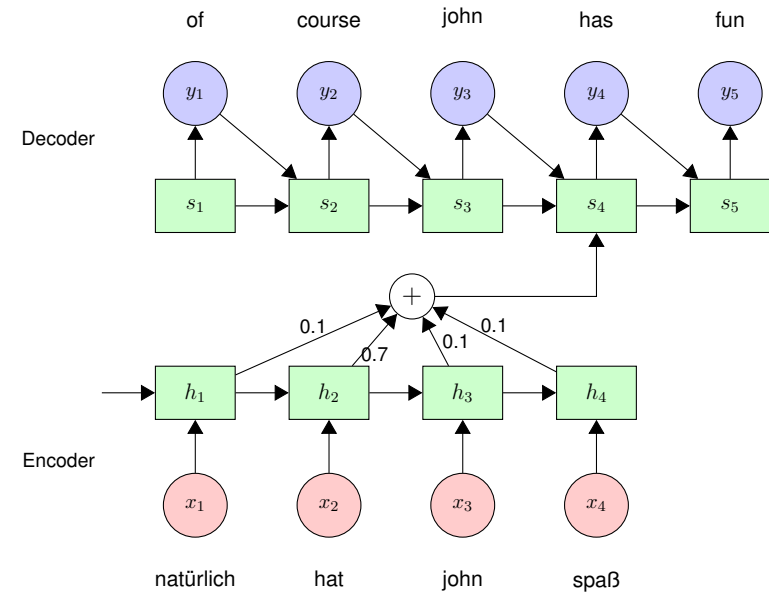 of course john has fun
y1 y2 y3 y4 y5
Decoder
s1 s2 s3 s4 s5
+
0.1 0.7 0.1 0.1
h1 h2 h3 h4
Encoder
x1 x2 x3 x4
natürlich hat john spaß